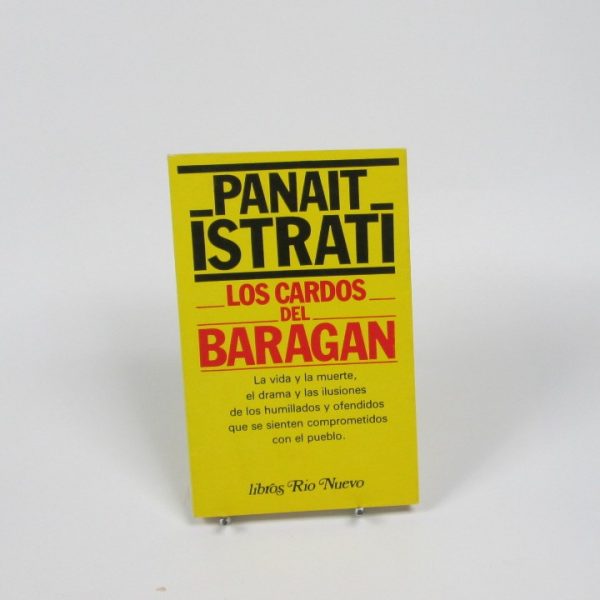 PANAIT
ISTRATI
LOS CARDOS
DEL
BARAGAN
La vida y la muerte,
el drama y las ilusiones
de los humillados y ofendidos
que se sienten comprometidos
con el pueblo.
libros Río Nuevo